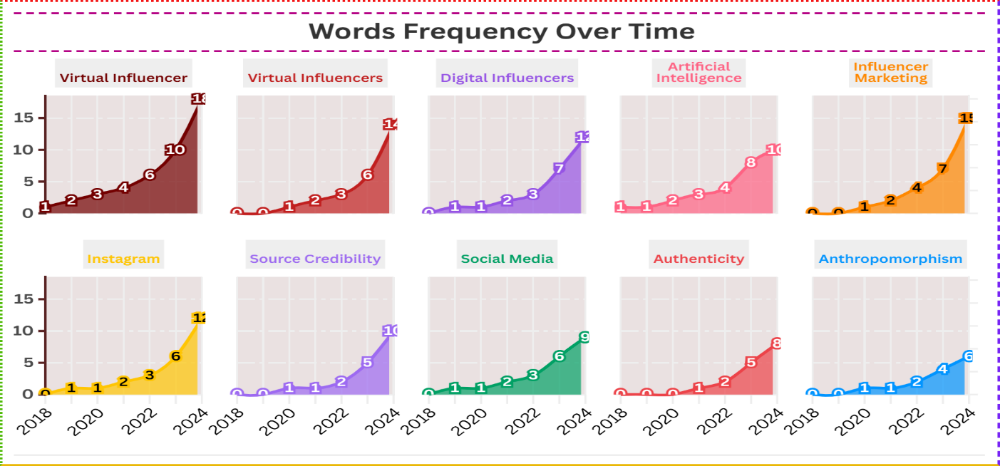 Words Frequency Over Time
Virtual Influencer
Virtual Influencers
Digital Influencers
Artificial
Intelligence
Influencer
Marketing
15
10
5
0
1 2 3 4 6 10 18
0 0 1 2 3 6 14
0 1 1 2 3 7 12
1 1 2 3 4 8 10
0 0 1 2 4 7 15
Instagram
Source Credibility
Social Media
Authenticity
Anthropomorphism
15
10
5
0
0 1 1 2 3 6 12
0 0 1 1 2 5 10
0 1 1 2 3 6 9
0 0 0 1 2 5 8
0 0 1 1 2 4 6
2018 2020 2022 2024
2018 2020 2022 2024
2018 2020 2022 2024
2018 2020 2022 2024
2018 2020 2022 2024